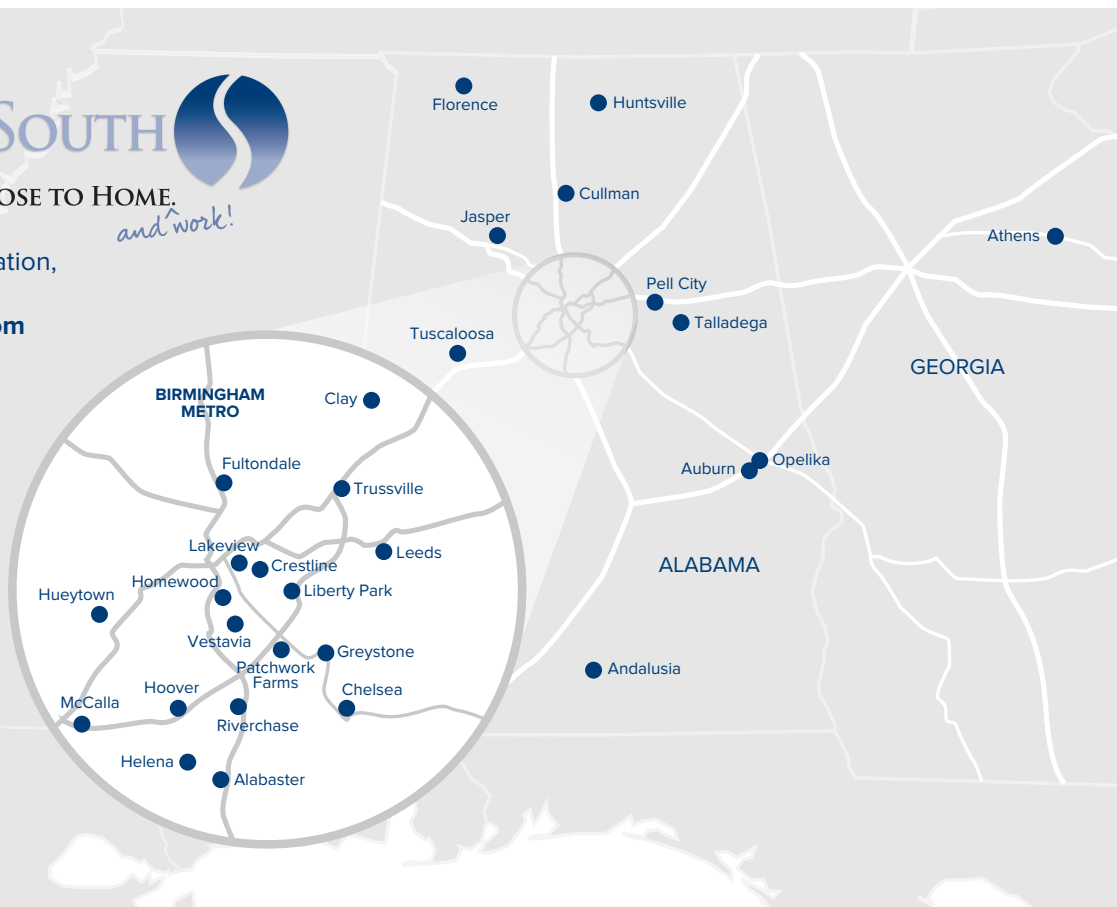 SOUTH
OSE TO HOME.
and ^ work!
ation,
om
Florence
Huntsville
Cullman
Jasper
Athens
Pell City
Talladega
Tuscaloosa
GEORGIA
Auburn
Opelika
ALABAMA
Andalusia
BIRMINGHAM
METRO
Clay
Fultondale
Trussville
Lakeview
Crestline
Leeds
Homewood
Liberty Park
Hueytown
Vestavia
Greystone
Patchwork
Farms
Hoover
Chelsea
McCalla
Riverchase
Helena
Alabaster